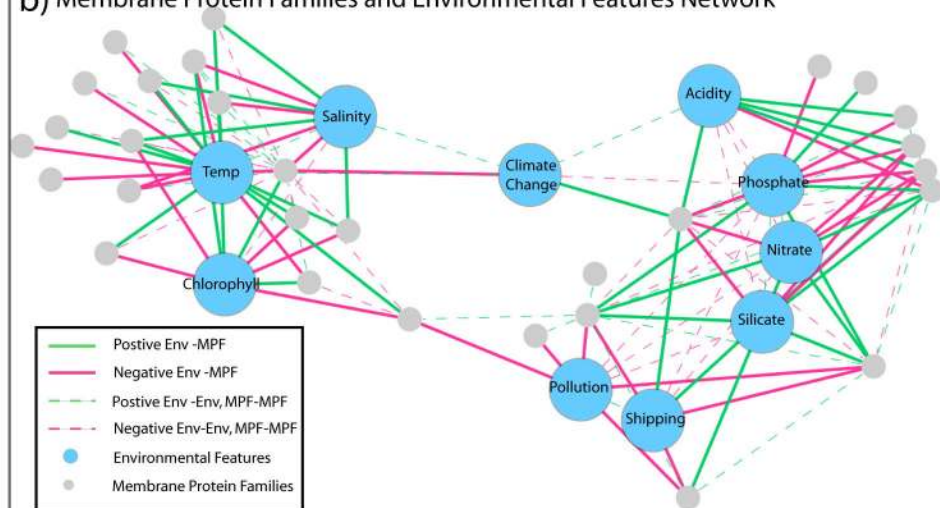 b) Membrane Protein Families and Environmental Features Network
Salinity
Acidity
Temp
Climate
Change
Phosphate
Nitrate
Chlorophyll
Silicate
Pollution
Shipping
Postive Env -MPF
Negative Env -MPF
Postive Env -Env, MPF-MPF
Negative Env-Env, MPF-MPF
Environmental Features
Membrane Protein Families